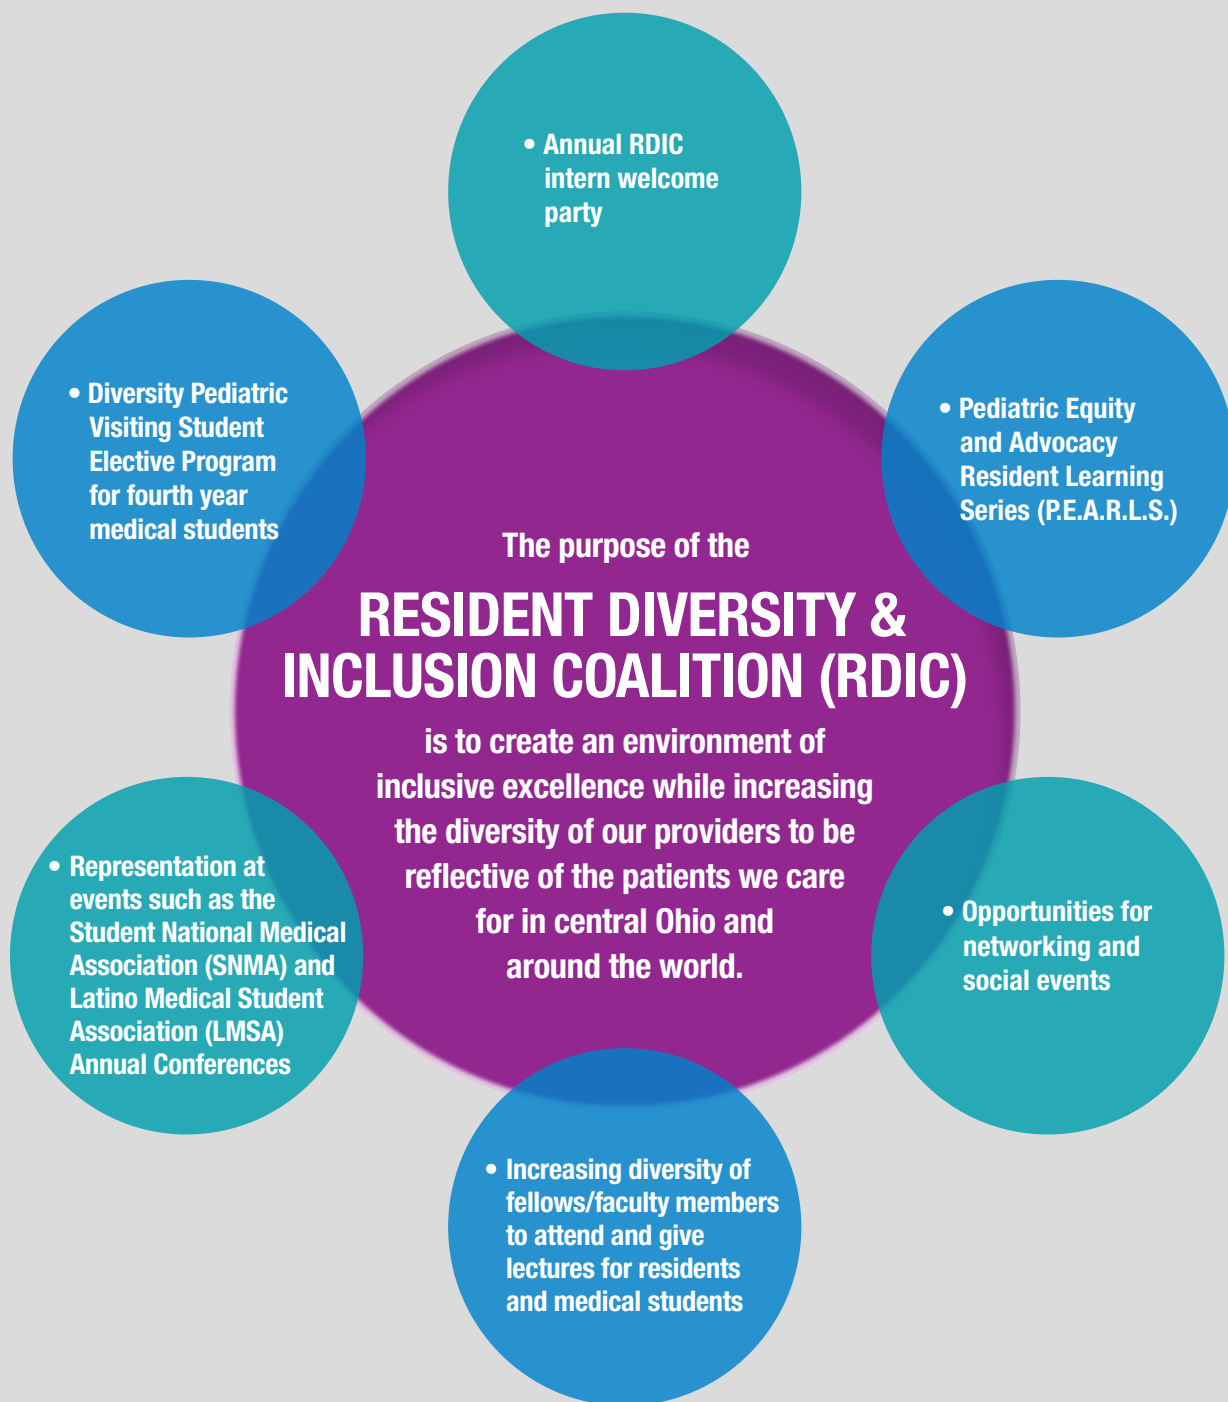 • Annual RDIC
intern welcome
party
• Diversity Pediatric
Visiting Student
Elective Program
for fourth year
medical students
• Pediatric Equity
and Advocacy
Resident Learning
Series (P.E.A.R.L.S.)
The purpose of the
RESIDENT DIVERSITY &
INCLUSION COALITION (RDIC)
is to create an environment of
inclusive excellence while increasing
the diversity of our providers to be
reflective of the patients we care
for in central Ohio and
around the world.
• Representation at
events such as the
Student National Medical
Association (SNMA) and
Latino Medical Student
Association (LMSA)
Annual Conferences
• Opportunities for
networking and
social events
• Increasing diversity of
fellows/faculty members
to attend and give
lectures for residents
and medical students